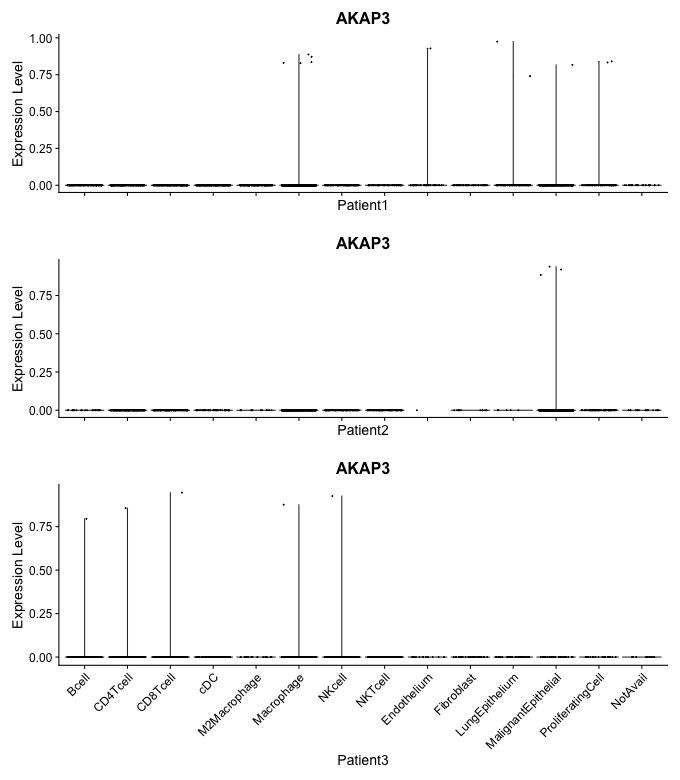 AKAP3
1.00
0.75
0.50
0.25
0.00
Expression Level
Patient1
AKAP3
0.75
0.50
0.25
0.00
Expression Level
Patient2
AKAP3
0.75
0.50
0.25
0.00
Expression Level
Bcell
CD4Tcell
CD8Tcell
cDC
M2Macrophage
Macrophage
NKcell
NKTcell
Endothelium
Fibroblast
LungEpithelium
MalignantEpithelial
ProliferatingCell
NotAvail
Patient3